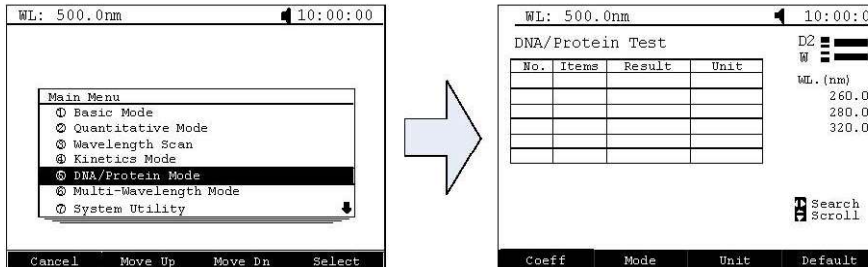 WL: 500.0nm 10:00:00
Main Menu
① Basic Mode
② Quantitative Mode
③ Wavelength Scan
④ Kinetics Mode
⑤ DNA/Protein Mode
⑥ Multi-Wavelength Mode
⑦ System Utility
Cancel Move Up Move Dn Select
WL: 500.0nm 10:00:0
DNA/Protein Test
D2
W
No. Items Result Unit
WL.(nm)
260.0
280.0
320.0
Search
Scroll
Coeff Mode Unit Default